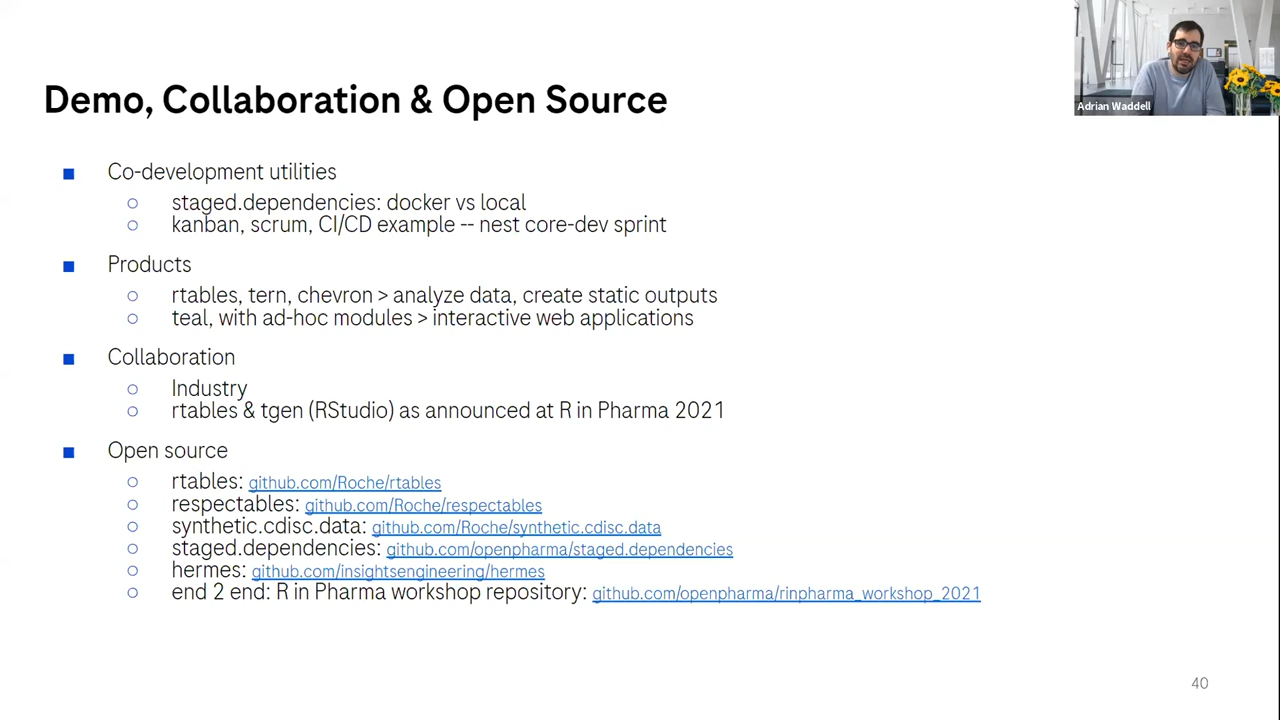 Adrian Waddell
Demo, Collaboration & Open Source
■ Co-development utilities
○ staged.dependencies: docker vs local
○ kanban, scrum, CI/CD example -- nest core-dev sprint
■ Products
○ rtables, tern, chevron > analyze data, create static outputs
○ teal, with ad-hoc modules > interactive web applications
■ Collaboration
○ Industry
○ rtables & tgen (RStudio) as announced at R in Pharma 2021
■ Open source
○ rtables: github.com/Roche/rtables
○ respectables: github.com/Roche/respectables
○ synthetic.cdisc.data: github.com/Roche/synthetic.cdisc.data
○ staged.dependencies: github.com/openpharma/staged.dependencies
○ hermes: github.com/insightsengineering/hermes
○ end 2 end: R in Pharma workshop repository: github.com/openpharma/rinpharma_workshop_2021
40